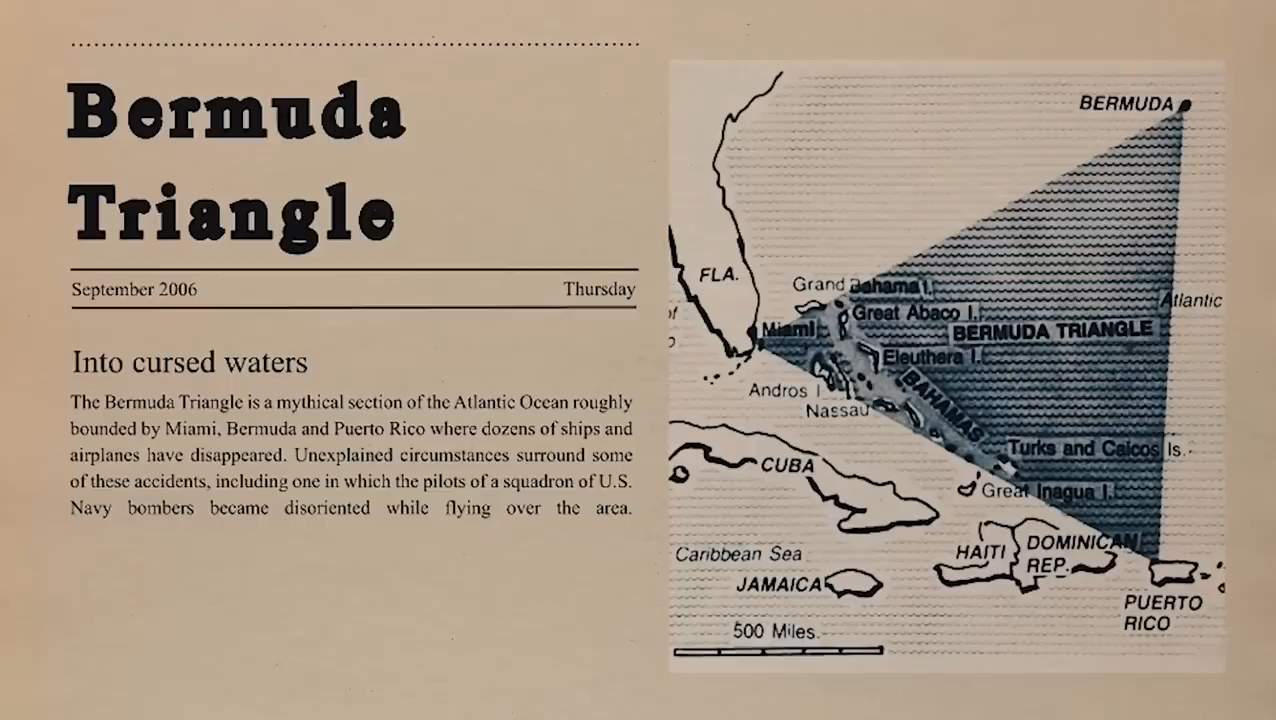 Bermuda
Triangle
September 2006 Thursday
Into cursed waters
The Bermuda Triangle is a mythical section of the Atlantic Ocean roughly
bounded by Miami, Bermuda and Puerto Rico where dozens of ships and
airplanes have disappeared. Unexplained circumstances surround some
of these accidents, including one in which the pilots of a squadron of U.S.
Navy bombers became disoriented while flying over the area.
BERMUDA
FLA.
Grand Bahama I.
Atlantic
Great Abaco I.
Miami
BERMUDA TRIANGLE
Eleuthera I.
Andros I
BAHAMAS
Nassau
Turks and Caicos Is.
CUBA
Great Inagua I.
DOMINICAN
REP.
HAITI
Caribbean Sea
JAMAICA
PUERTO
RICO
500 Miles